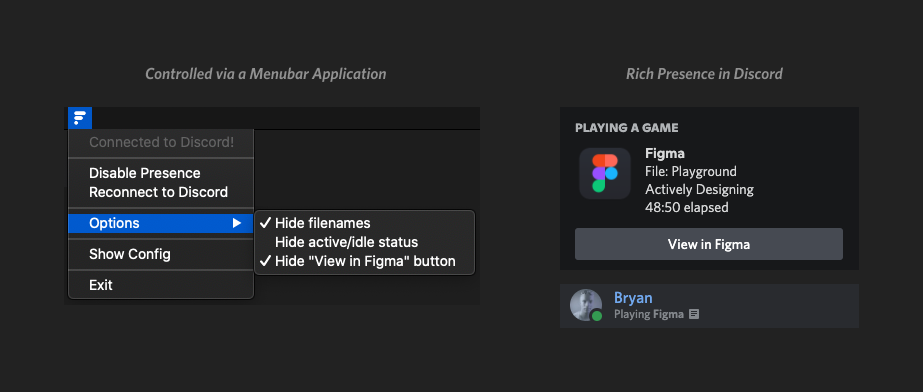 Controlled via a Menubar Application
Connected to Discord!
Disable Presence
Reconnect to Discord
Options
✓ Hide filenames
Hide active/idle status
✓ Hide "View in Figma" button
Show Config
Exit
Rich Presence in Discord
PLAYING A GAME
Figma
File: Playground
Actively Designing
48:50 elapsed
View in Figma
Bryan
Playing Figma